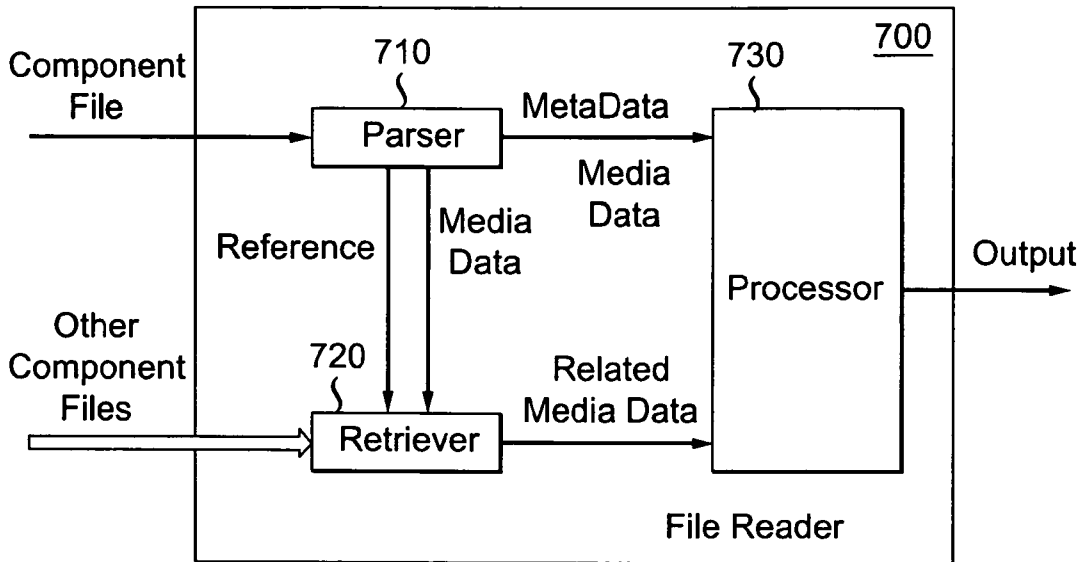 700
Component
File
710
Parser
MetaData
Media
Data
730
Processor
Output
Reference
Media
Data
Other
Component
Files
720
Retriever
Related
Media Data
File Reader